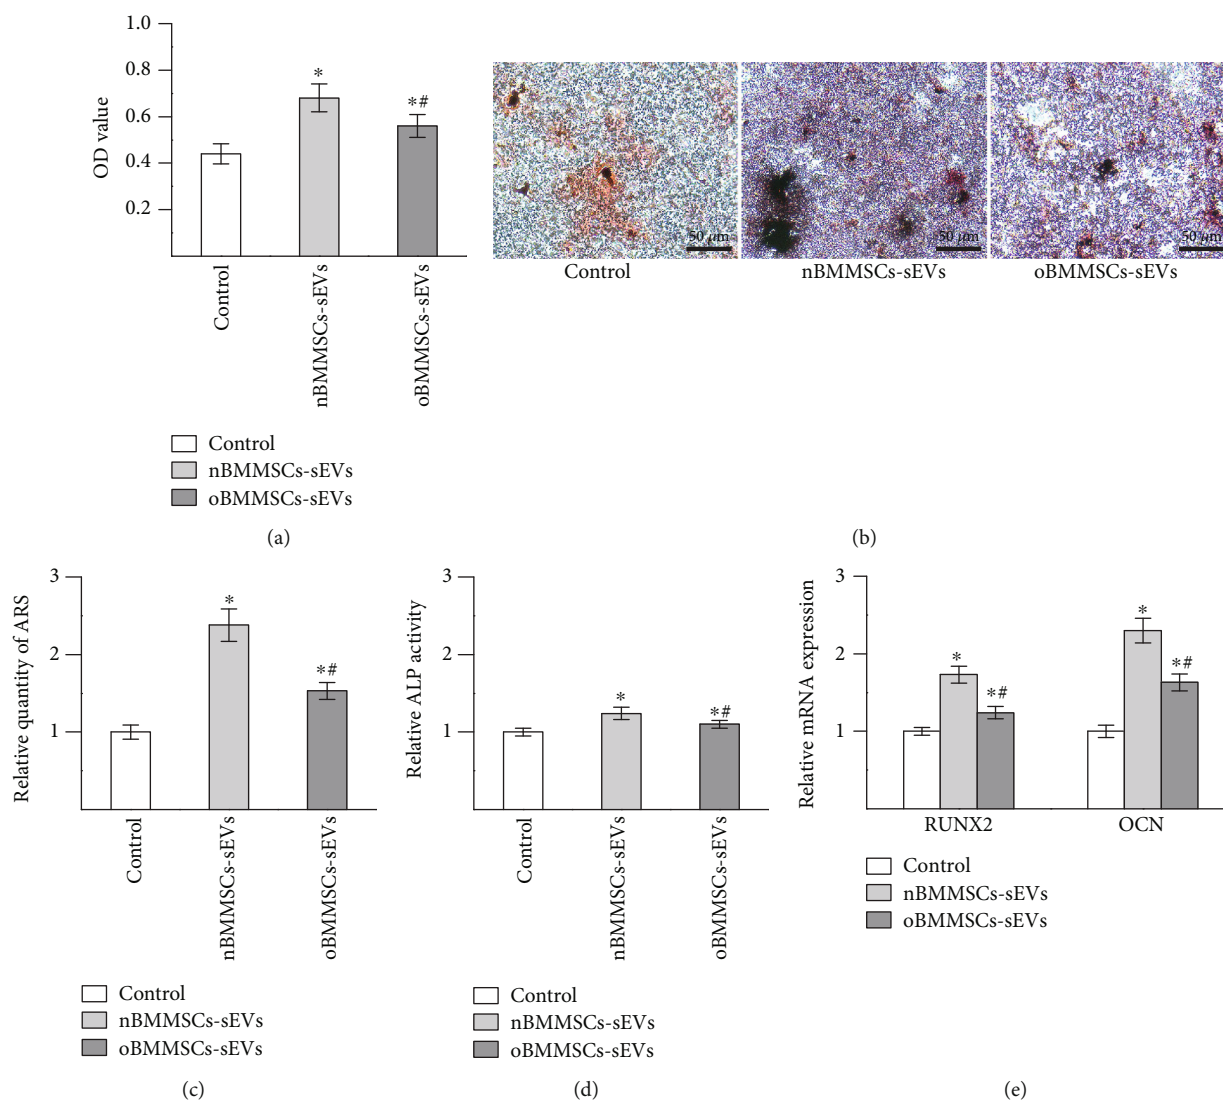 1.0
0.8
0.6
0.4
0.2
OD value
*
*#
Control
nBMMSCs-sEVs
oBMMSCs-sEVs
Control
nBMMSCs-sEVs
oBMMSCs-sEVs
(a)
50 µm
50 µm
50 µm
Control
nBMMSCs-sEVs
oBMMSCs-sEVs
(b)
3
2
1
Relative quantity of ARS
*
*#
Control
nBMMSCs-sEVs
oBMMSCs-sEVs
Control
nBMMSCs-sEVs
oBMMSCs-sEVs
(c)
3
2
1
Relative ALP activity
*
*#
Control
nBMMSCs-sEVs
oBMMSCs-sEVs
Control
nBMMSCs-sEVs
oBMMSCs-sEVs
(d)
3
2
1
Relative mRNA expression
*
*#
*
*#
RUNX2
OCN
Control
nBMMSCs-sEVs
oBMMSCs-sEVs
(e)